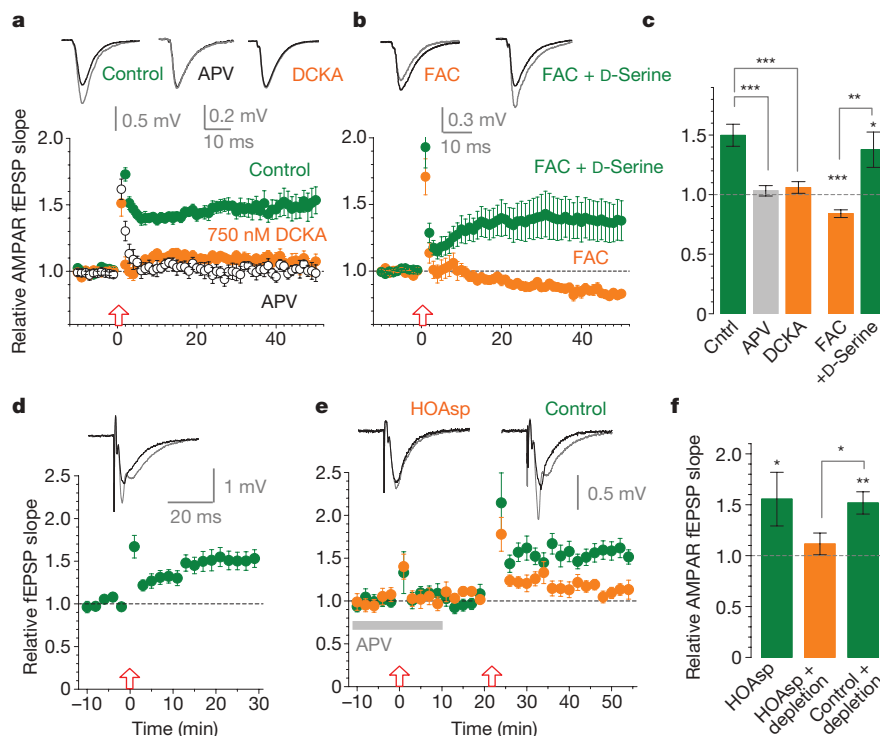 a
b
c
Control
APV
DCKA
FAC
FAC + D-Serine
0.5 mV
0.2 mV
10 ms
0.3 mV
10 ms
Relative AMPAR fEPSP slope
2.0
1.5
1.0
Control
750 nM DCKA
APV
0
20
40
2.0
1.5
1.0
FAC + D-Serine
FAC
0
20
40
1.5
1.0
0.5
0
***
***
**
*
***
Cntrl
APV
DCKA
FAC
+D-Serine
d
e
f
Relative fEPSP slope
2.5
2.0
1.5
1.0
0.5
0
1 mV
20 ms
−10
0
10
20
30
Time (min)
HOAsp
Control
0.5 mV
2.5
2.0
1.5
1.0
0.5
0
APV
−10
0
10
20
30
40
50
Time (min)
Relative AMPAR fEPSP slope
2.0
1.5
1.0
0.5
0
*
*
**
HOAsp
HOAsp +
depletion
Control +
depletion